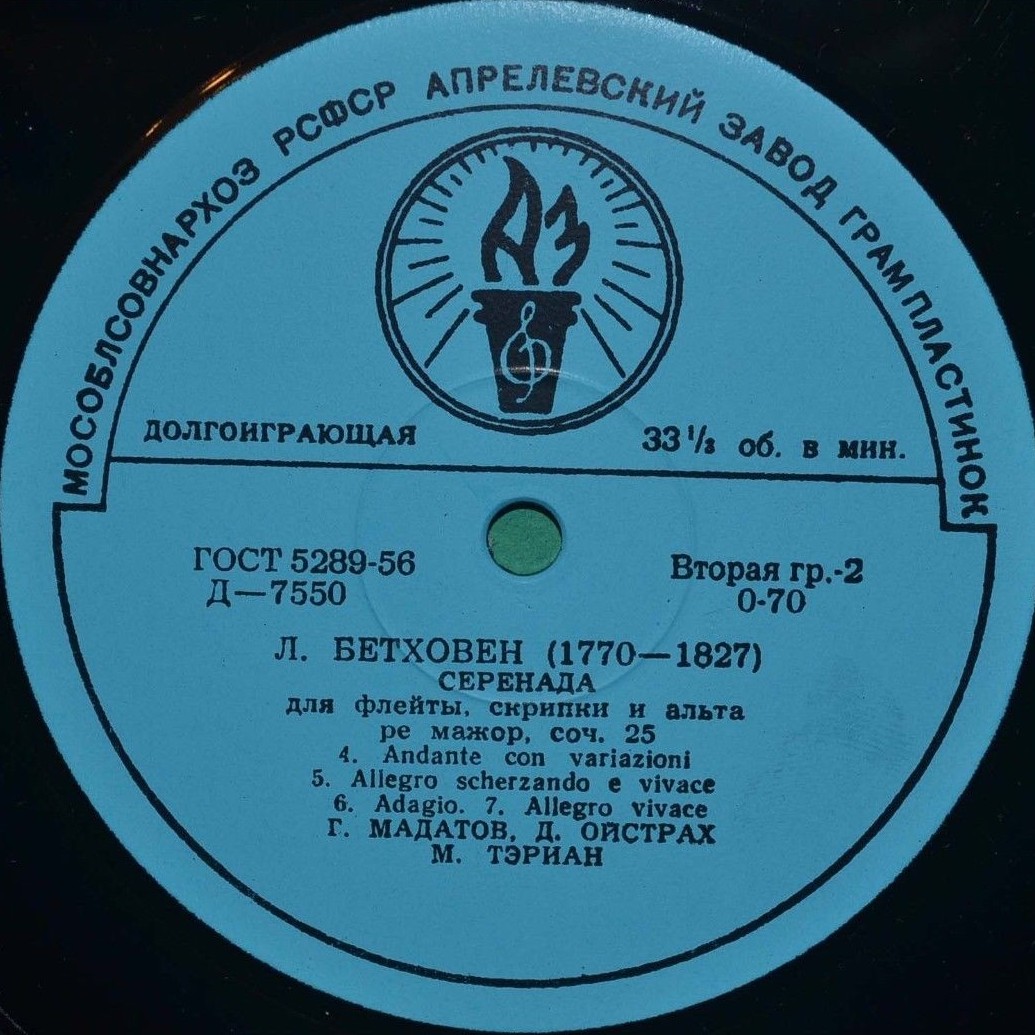 МОСОБЛСОВНАРХОЗ РСФСР АПРЕЛЕВСКИЙ ЗАВОД ГРАМПЛАСТИНОК
АЗ
ДОЛГОИГРАЮЩАЯ
33 ⅓ об. в мин.
ГОСТ 5289-56
Д—7550
Вторая гр.-2
0-70
Л. БЕТХОВЕН (1770—1827)
СЕРЕНАДА
для флейты, скрипки и альта
ре мажор, соч. 25
4. Andante con variazioni
5. Allegro scherzando e vivace
6. Adagio. 7. Allegro vivace
Г. МАДАТОВ, Д. ОЙСТРАХ
М. ТЭРИАН